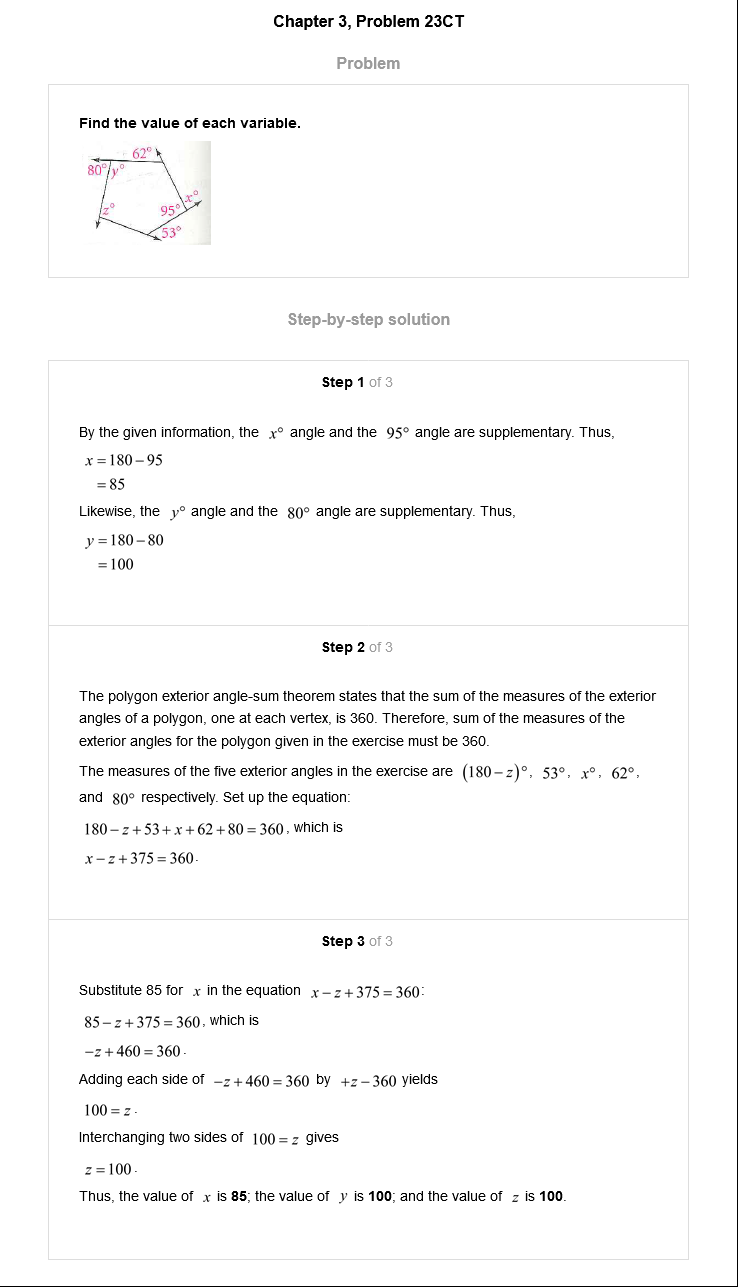 Chapter 3, Problem 23CT
Problem
Find the value of each variable.
62°
80° y°
x°
z° 95°
53°
Step-by-step solution
Step 1 of 3
By the given information, the x° angle and the 95° angle are supplementary. Thus,
x = 180 − 95
= 85
Likewise, the y° angle and the 80° angle are supplementary. Thus,
y = 180 − 80
= 100
Step 2 of 3
The polygon exterior angle-sum theorem states that the sum of the measures of the exterior
angles of a polygon, one at each vertex, is 360. Therefore, sum of the measures of the
exterior angles for the polygon given in the exercise must be 360.
The measures of the five exterior angles in the exercise are (180 − z)°, 53°, x°, 62°,
and 80° respectively. Set up the equation:
180 − z + 53 + x + 62 + 80 = 360, which is
x − z + 375 = 360.
Step 3 of 3
Substitute 85 for x in the equation x − z + 375 = 360:
85 − z + 375 = 360, which is
−z + 460 = 360.
Adding each side of −z + 460 = 360 by +z − 360 yields
100 = z.
Interchanging two sides of 100 = z gives
z = 100.
Thus, the value of x is 85; the value of y is 100; and the value of z is 100.